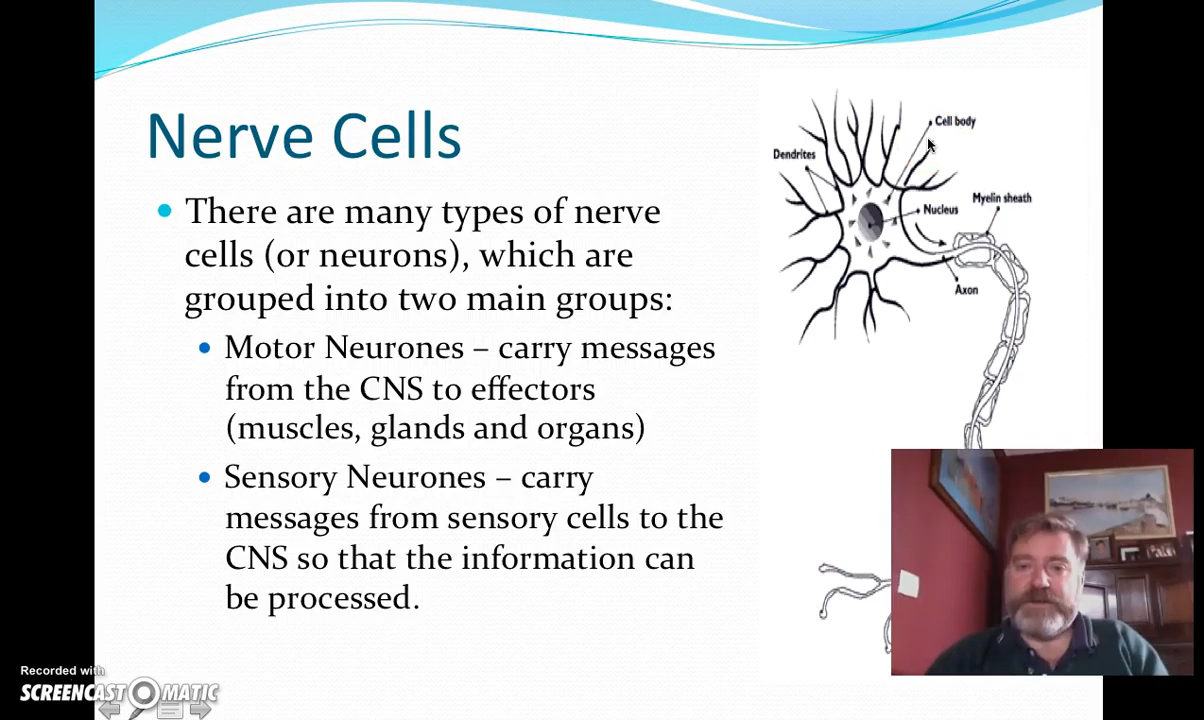 Nerve Cells
There are many types of nerve
cells (or neurons), which are
grouped into two main groups:
Motor Neurones – carry messages
from the CNS to effectors
(muscles, glands and organs)
Sensory Neurones – carry
messages from sensory cells to the
CNS so that the information can
be processed.
Cell body
Dendrites
Myelin sheath
Nucleus
Axon
Recorded with
SCREENCAST MATIC